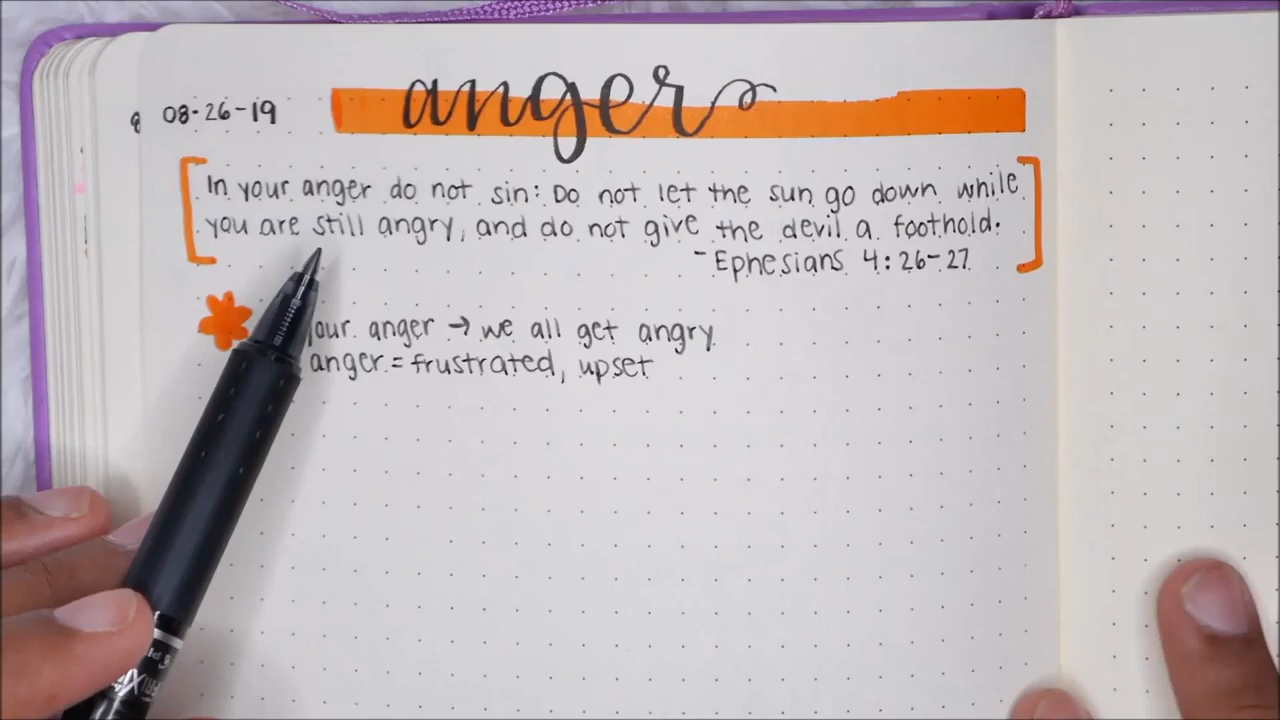 anger
08-26-19
In your anger do not sin: Do not let the sun go down while
you are still angry, and do not give the devil a foothold.
- Ephesians 4:26-27
your anger → we all get angry
anger = frustrated, upset